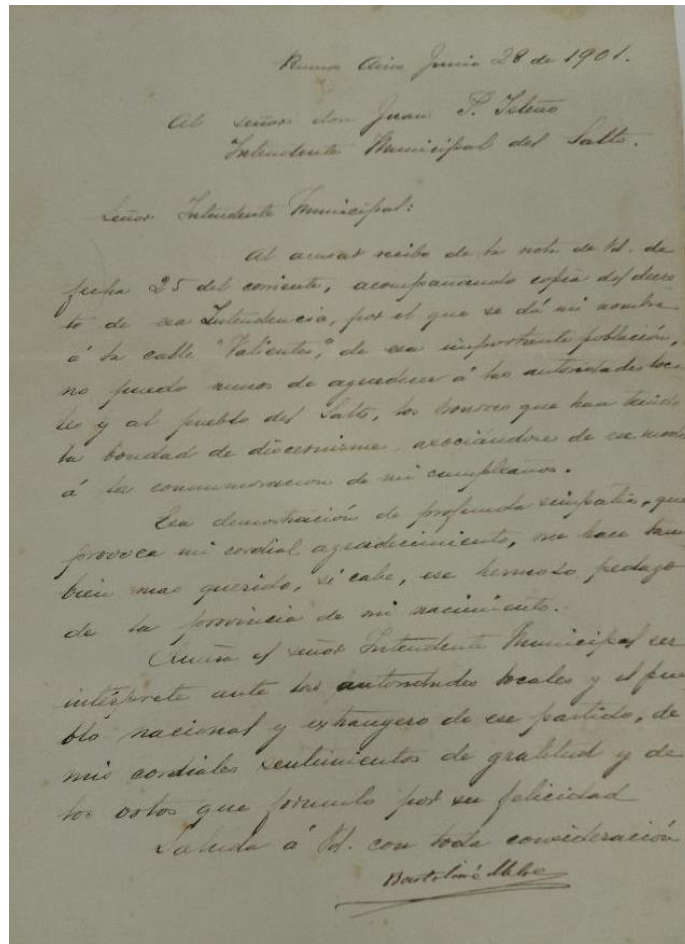 Buenos Aires Junio 28 de 1901.
Al señor don Juan P. Isleño
Intendente Municipal del Salto.
Señor Intendente Municipal:
Al acusar recibo de la nota de Vd. de
fecha 25 del corriente, acompañando copia del decre
to de esa Intendencia, por el que se dá mi nombre
á la calle "Valientes," de esa importante población,
no puedo menos de agradecer á las autoridades loca
les y al pueblo del Salto, los honores que han tenido
la bondad de discernirme, asociándose de ese modo
á la conmemoracion de mi cumpleaños.
Esa demostración de profunda simpatia, que
provoca mi cordial agradecimiento, me hace tam
bien mas querido, si cabe, ese hermoso pedazo
de la provincia de mi nacimiento.
el señor Intendente Municipal ser
intérprete ante las autoridades locales y el pue
blo nacional y extrangero de ese partido, de
mis cordiales sentimientos de gratitud y de
los votos que formulo por su felicidad
Saluda á Vd. con toda consideración
Bartolomé Mitre